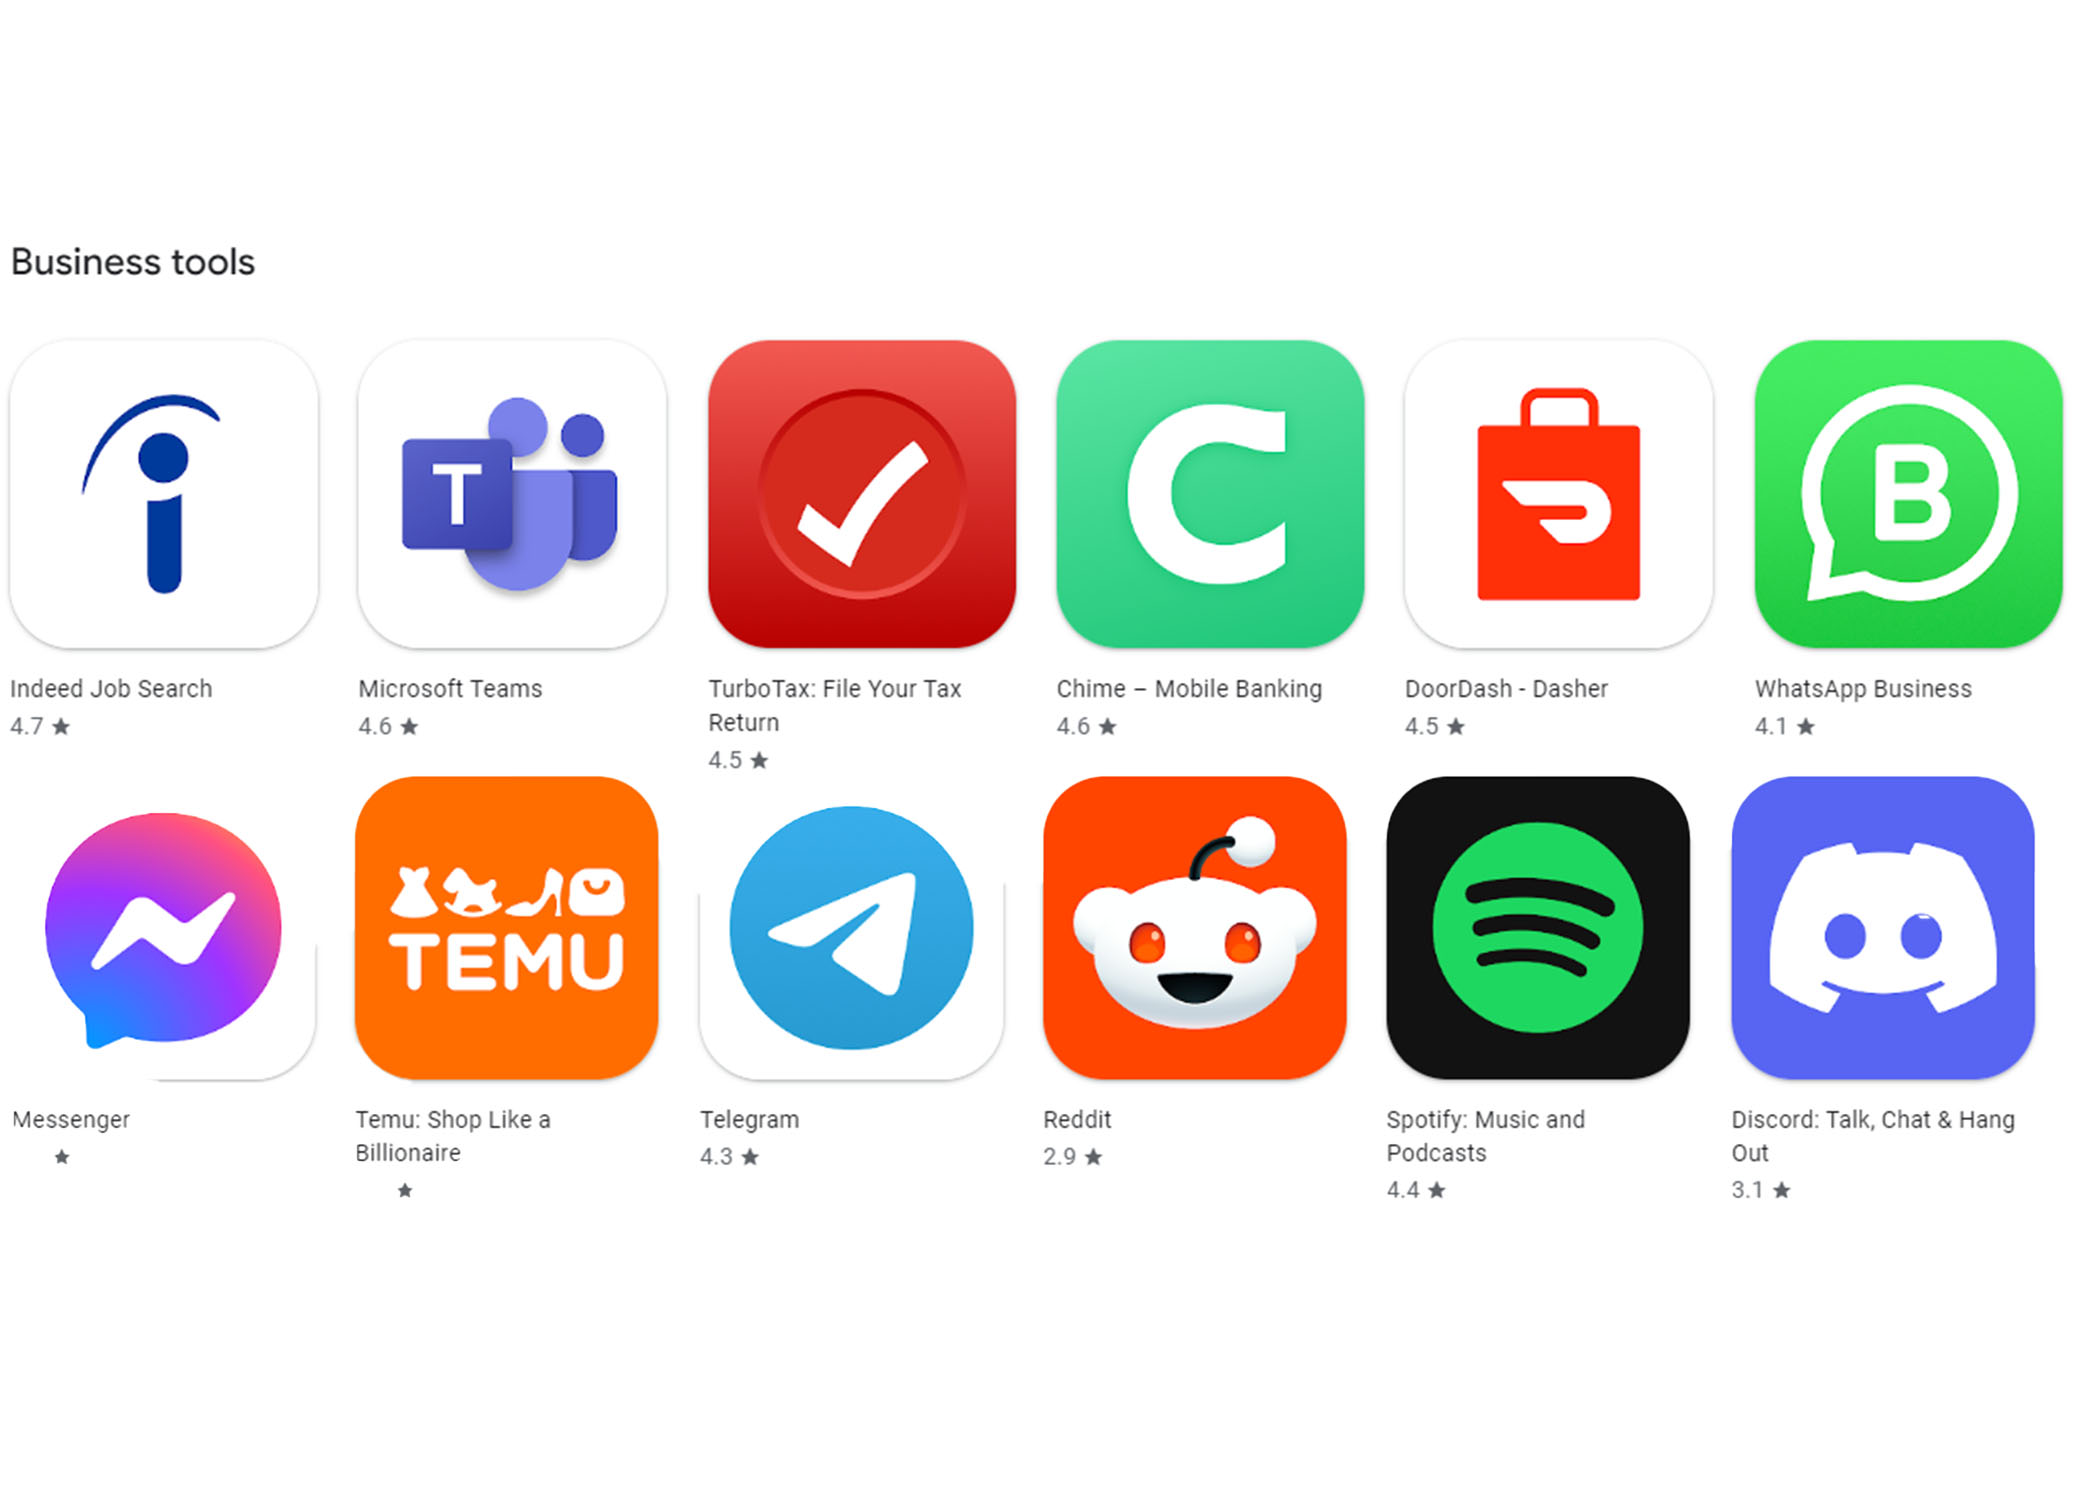 Business tools
T
C
B
Indeed Job Search
Microsoft Teams
TurboTax: File Your Tax
Return
Chime – Mobile Banking
DoorDash - Dasher
WhatsApp Business
4.7 ★
4.6 ★
4.5 ★
4.6 ★
4.5 ★
4.1 ★
TEMU
Messenger
★
Temu: Shop Like a
Billionaire
★
Telegram
4.3 ★
Reddit
2.9 ★
Spotify: Music and
Podcasts
4.4 ★
Discord: Talk, Chat & Hang
Out
3.1 ★